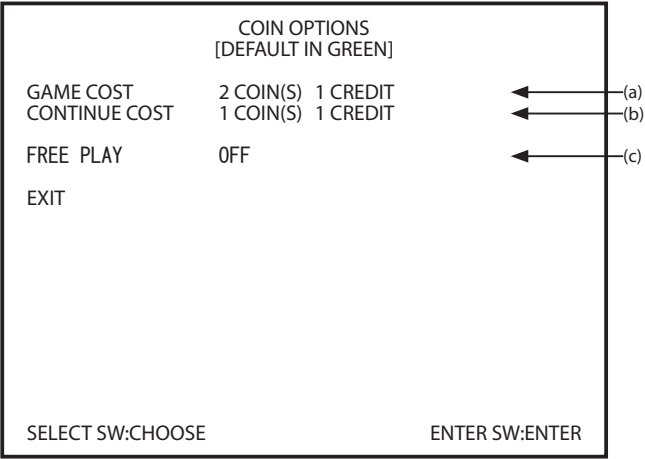 COIN OPTIONS
[DEFAULT IN GREEN]
GAME COST 2 COIN(S) 1 CREDIT (a)
CONTINUE COST 1 COIN(S) 1 CREDIT (b)
FREE PLAY OFF (c)
EXIT
SELECT SW:CHOOSE ENTER SW:ENTER